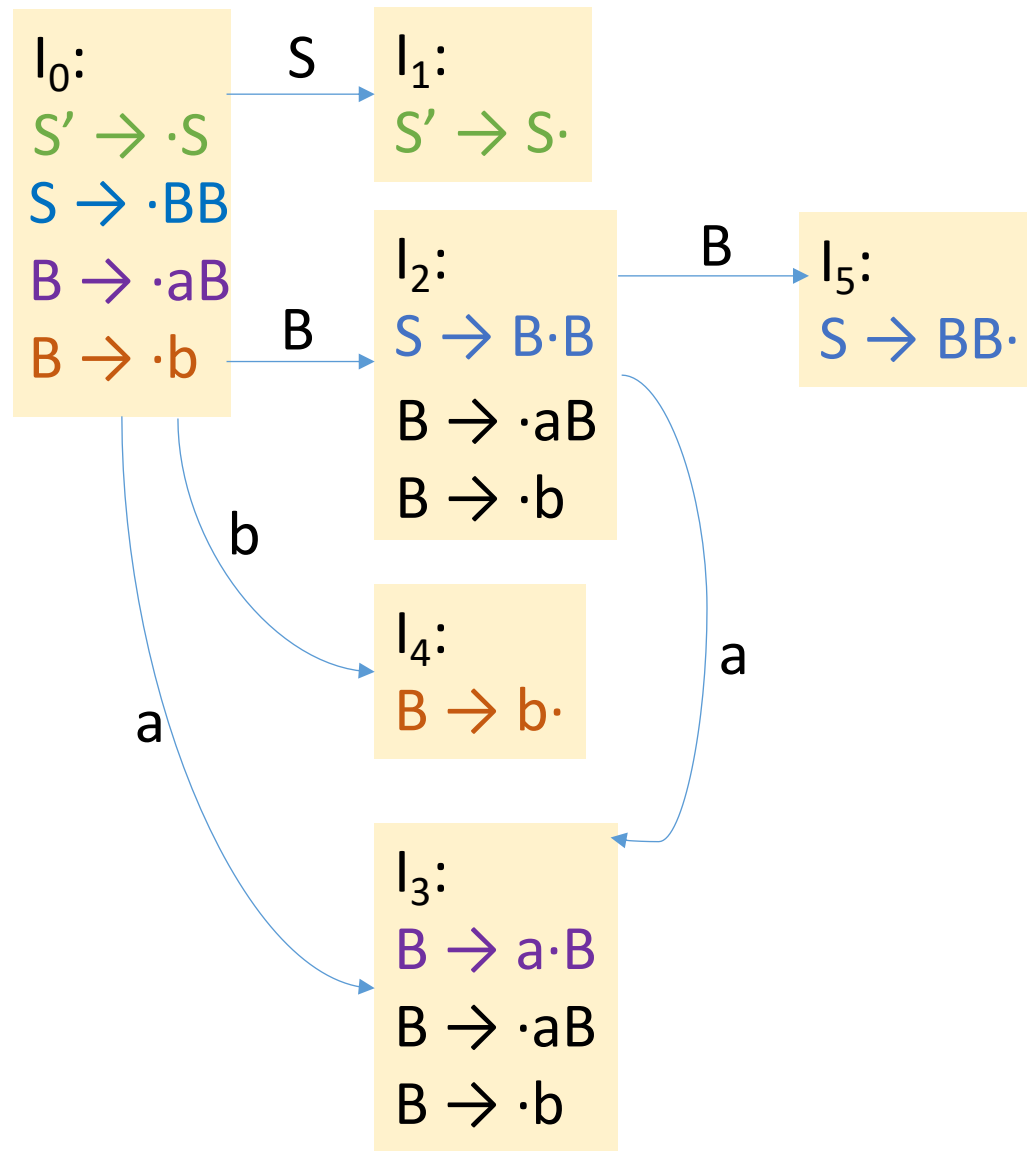 I₀:
S′ → ·S
S → ·BB
B → ·aB
B → ·b
S
I₁:
S′ → S·
B
I₂:
S → B·B
B → ·aB
B → ·b
B
I₅:
S → BB·
b
I₄:
B → b·
a
a
I₃:
B → a·B
B → ·aB
B → ·b